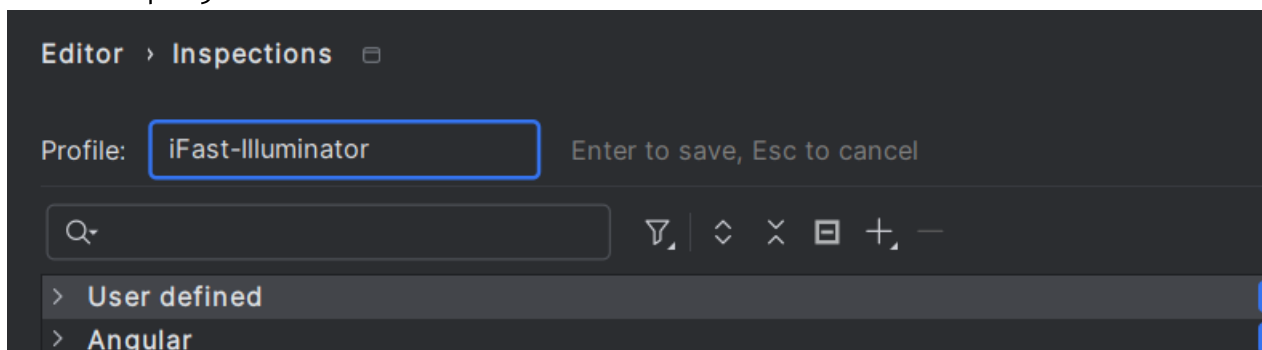 Editor › Inspections
Profile: iFast-Illuminator Enter to save, Esc to cancel
User defined
Angular